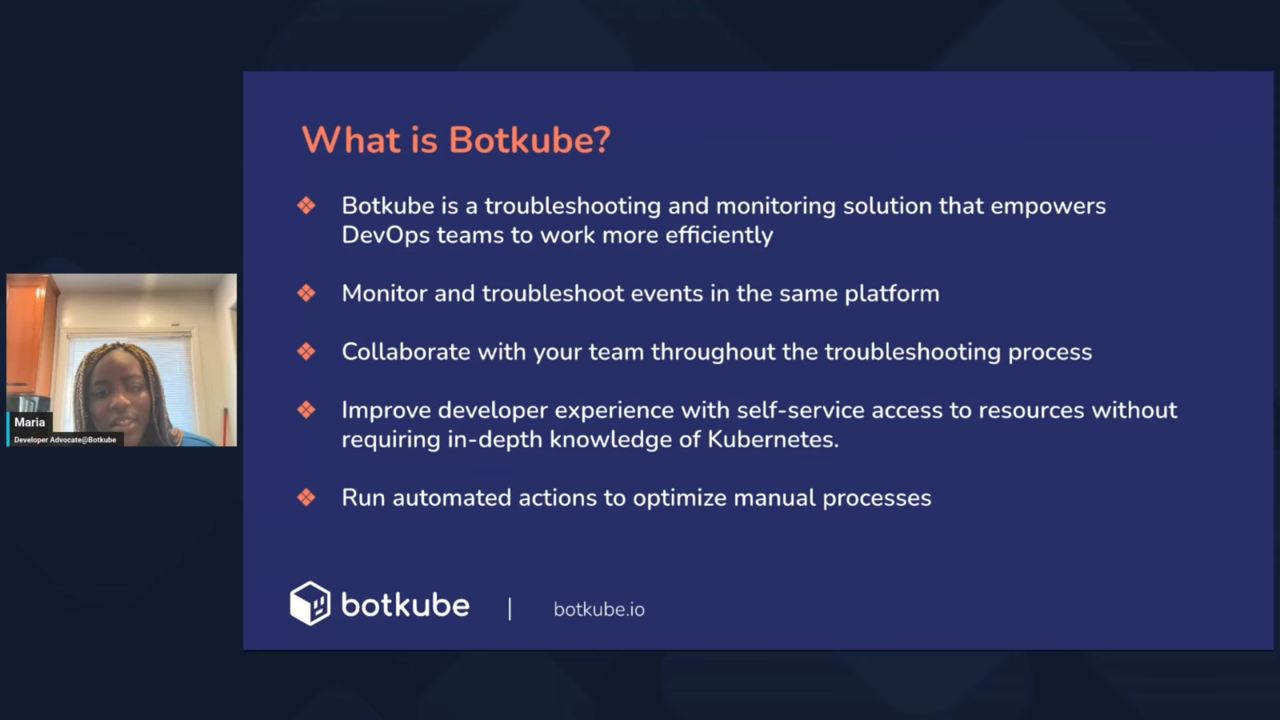 What is Botkube?
❖ Botkube is a troubleshooting and monitoring solution that empowers
DevOps teams to work more efficiently
❖ Monitor and troubleshoot events in the same platform
❖ Collaborate with your team throughout the troubleshooting process
❖ Improve developer experience with self-service access to resources without
requiring in-depth knowledge of Kubernetes.
❖ Run automated actions to optimize manual processes
botkube | botkube.io
Maria
Developer Advocate@Botkube